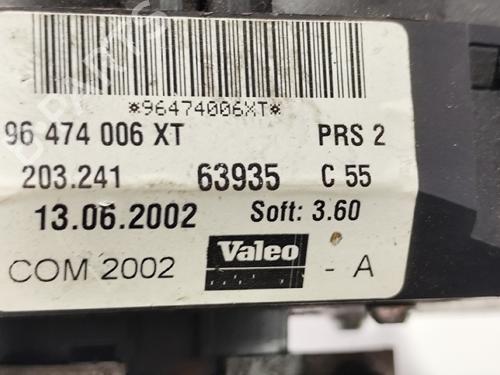 *96474006XT*
96 474 006 XT PRS 2
203.241 63935 C 55
13.06.2002 Soft: 3.60
COM 2002 Valeo - A